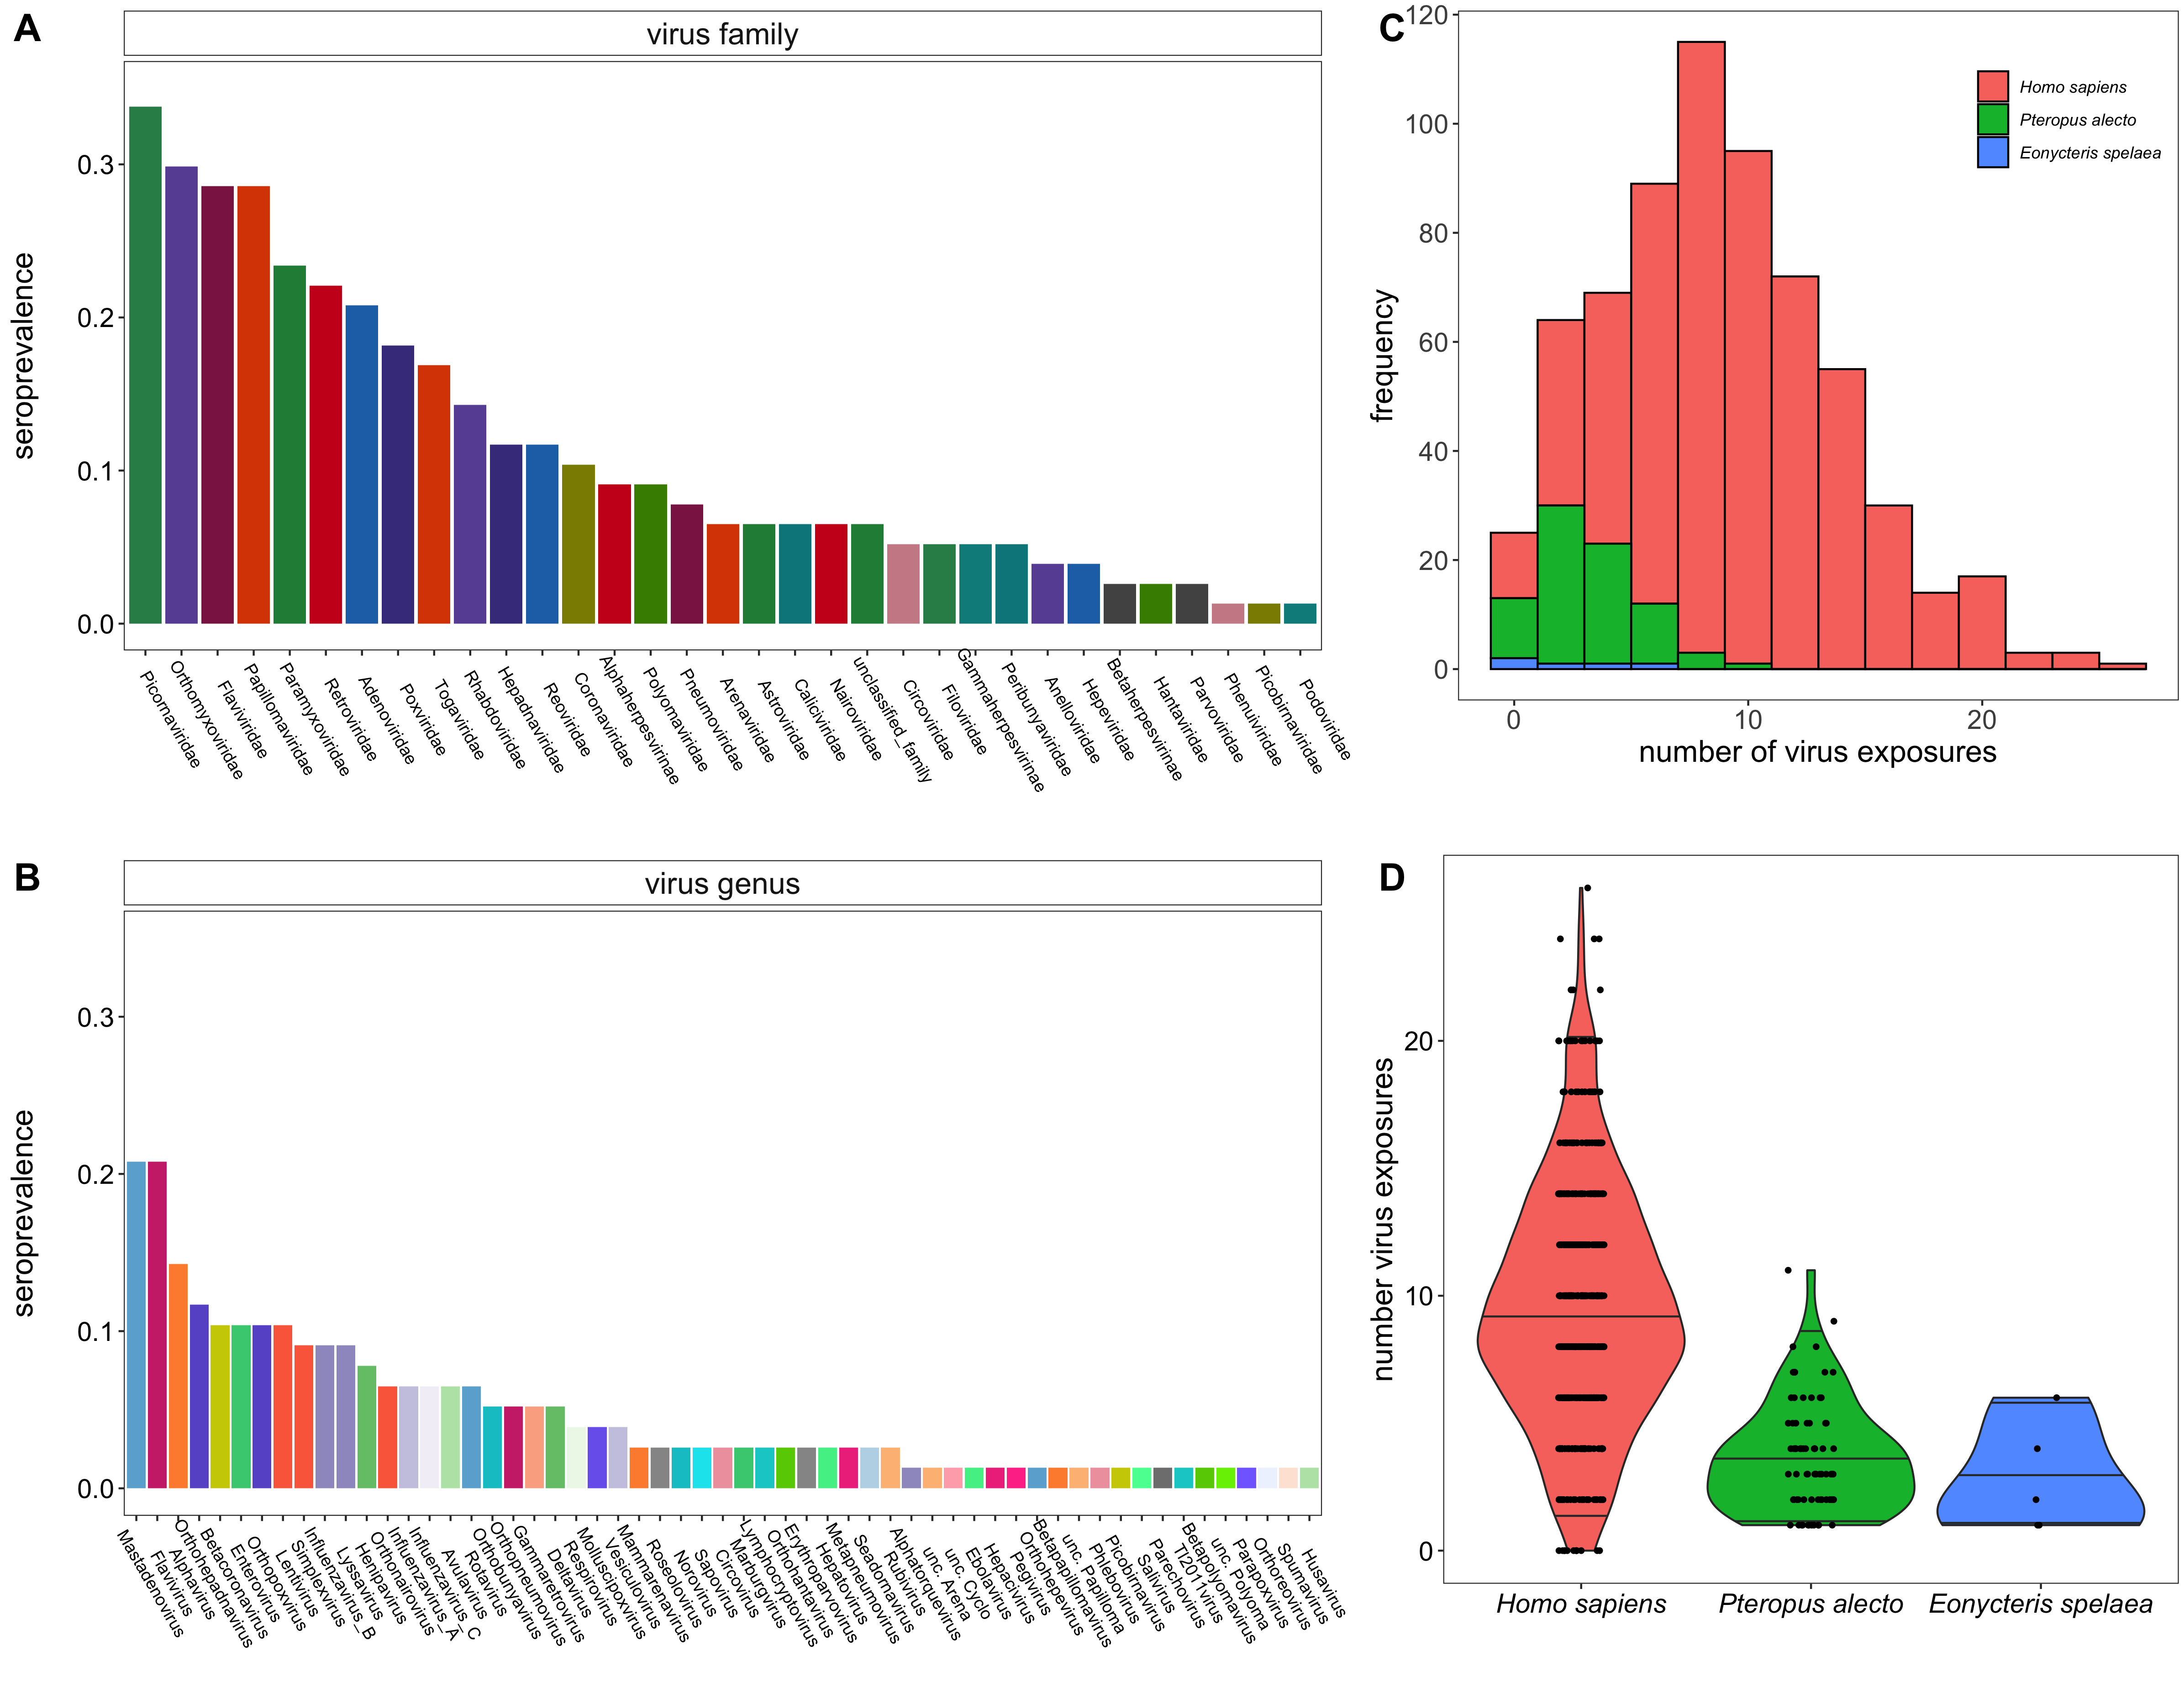 A
virus family
seroprevalence
0.3
0.2
0.1
0.0
Picornaviridae
Orthomyxoviridae
Flaviviridae
Papillomaviridae
Paramyxoviridae
Retroviridae
Adenoviridae
Poxviridae
Togaviridae
Rhabdoviridae
Hepadnaviridae
Reoviridae
Coronaviridae
Alphaherpesvirinae
Polyomaviridae
Pneumoviridae
Arenaviridae
Astroviridae
Caliciviridae
Nairoviridae
unclassified_family
Circoviridae
Filoviridae
Gammaherpesvirinae
Peribunyaviridae
Anelloviridae
Hepeviridae
Betaherpesvirinae
Hantaviridae
Parvoviridae
Phenuiviridae
Picobirnaviridae
Podoviridae
C
frequency
120
100
80
60
40
20
0
Homo sapiens
Pteropus alecto
Eonycteris spelaea
0
10
20
number of virus exposures
B
virus genus
seroprevalence
0.3
0.2
0.1
0.0
Mastadenovirus
Flavivirus
Alphavirus
Orthohepadnavirus
Betacoronavirus
Enterovirus
Orthopoxvirus
Lentivirus
Simplexvirus
Influenzavirus_B
Lyssavirus
Henipavirus
Orthonairovirus
Influenzavirus_A
Influenzavirus_C
Avulavirus
Rotavirus
Orthobunyavirus
Orthopneumovirus
Gammaretrovirus
Deltavirus
Respirovirus
Molluscipoxvirus
Vesiculovirus
Mammarenavirus
Roseolovirus
Norovirus
Sapovirus
Circovirus
Marburgvirus
Lymphocryptovirus
Orthohantavirus
Erythroparvovirus
Hepatovirus
Metapneumovirus
Seadornavirus
Rubivirus
Alphatorquevirus
unc. Arena
unc. Cyclo
Ebolavirus
Hepacivirus
Pegivirus
Orthohepevirus
Betapapillomavirus
unc. Papilloma
Phlebovirus
Picobirnavirus
Salivirus
Parechovirus
Ti2011virus
Betapolyomavirus
unc. Polyoma
Parapoxvirus
Orthoreovirus
Spumavirus
Husavirus
D
number virus exposures
20
10
0
Homo sapiens
Pteropus alecto
Eonycteris spelaea